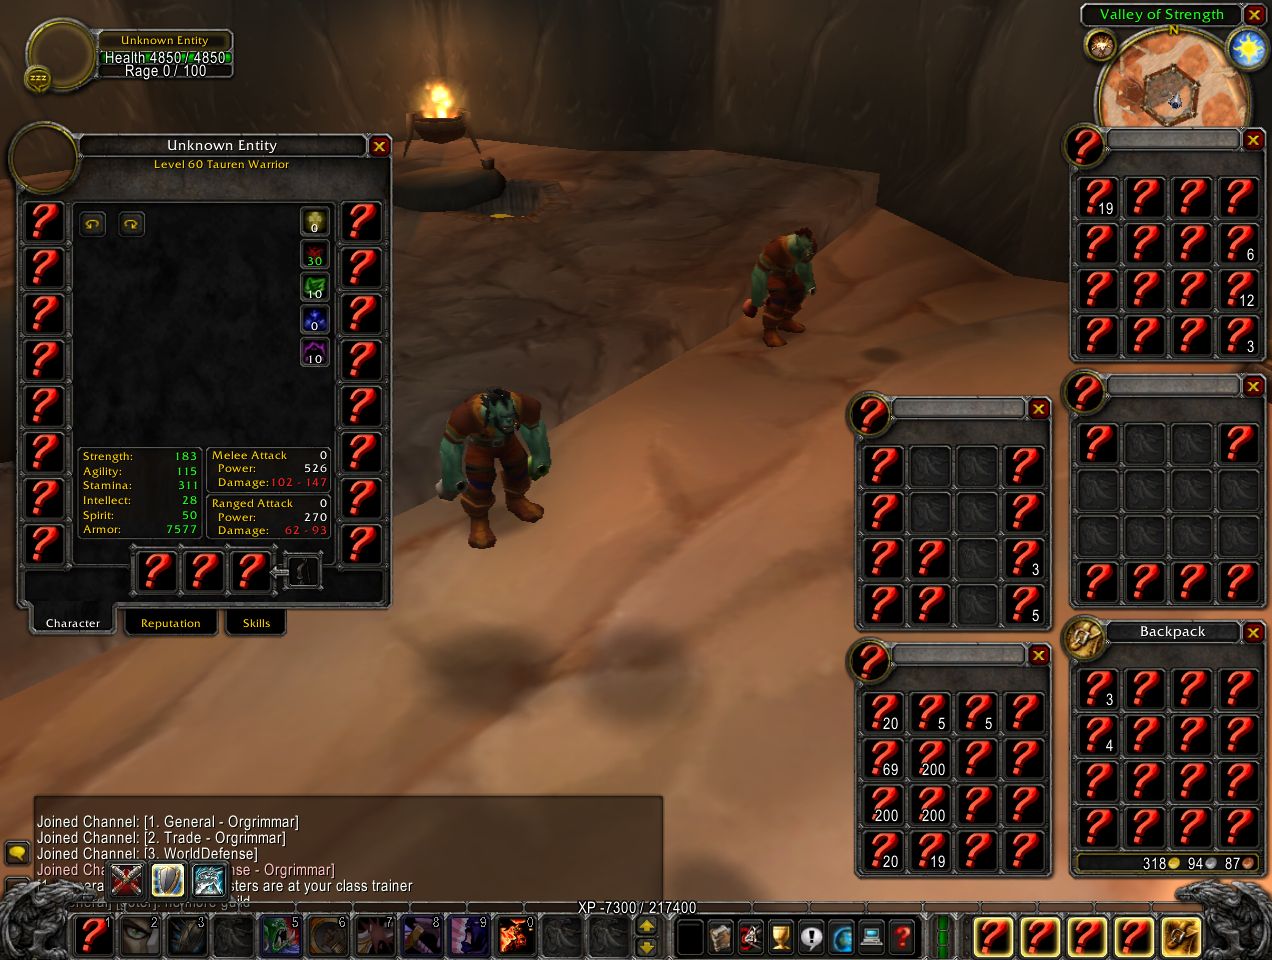 Unknown Entity
Health 4850 / 4850
Rage 0 / 100
zzz
Valley of Strength
N
Unknown Entity
Level 60 Tauren Warrior
0
30
10
0
10
Strength: 183
Agility: 115
Stamina: 311
Intellect: 28
Spirit: 50
Armor: 7577
Melee Attack 0
Power: 526
Damage: 102 - 147
Ranged Attack 0
Power: 270
Damage: 62 - 93
Character
Reputation
Skills
19
6
12
3
3
5
20 5 5
69 200
200 200
20 19
Backpack
3
4
318 94 87
Joined Channel: [1. General - Orgrimmar]
Joined Channel: [2. Trade - Orgrimmar]
Joined Channel: [3. WorldDefense]
Joined - Orgrimmar]
are at your class trainer
XP -7300 / 217400
1 2 3 5 6 7 8 9 0